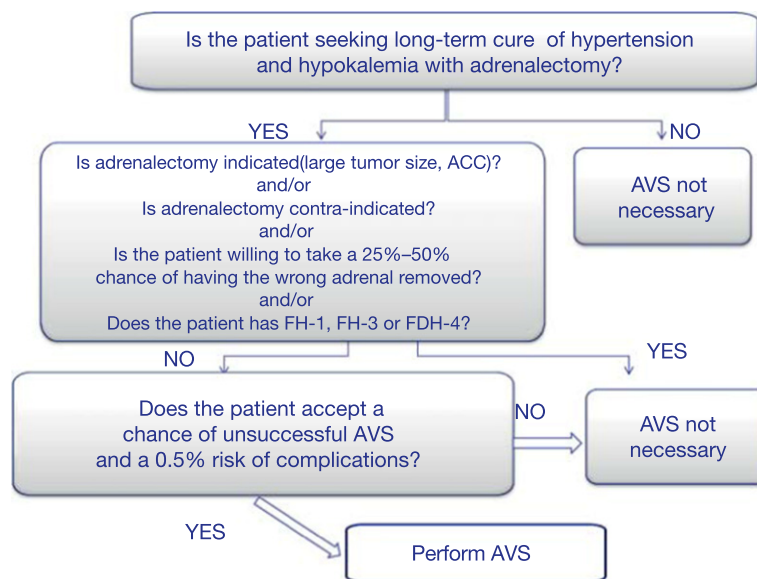 Is the patient seeking long-term cure of hypertension
and hypokalemia with adrenalectomy?
YES
NO
Is adrenalectomy indicated(large tumor size, ACC)?
and/or
Is adrenalectomy contra-indicated?
and/or
Is the patient willing to take a 25%–50%
chance of having the wrong adrenal removed?
and/or
Does the patient has FH-1, FH-3 or FDH-4?
AVS not
necessary
NO
YES
Does the patient accept a
chance of unsuccessful AVS
and a 0.5% risk of complications?
NO
AVS not
necessary
YES
Perform AVS